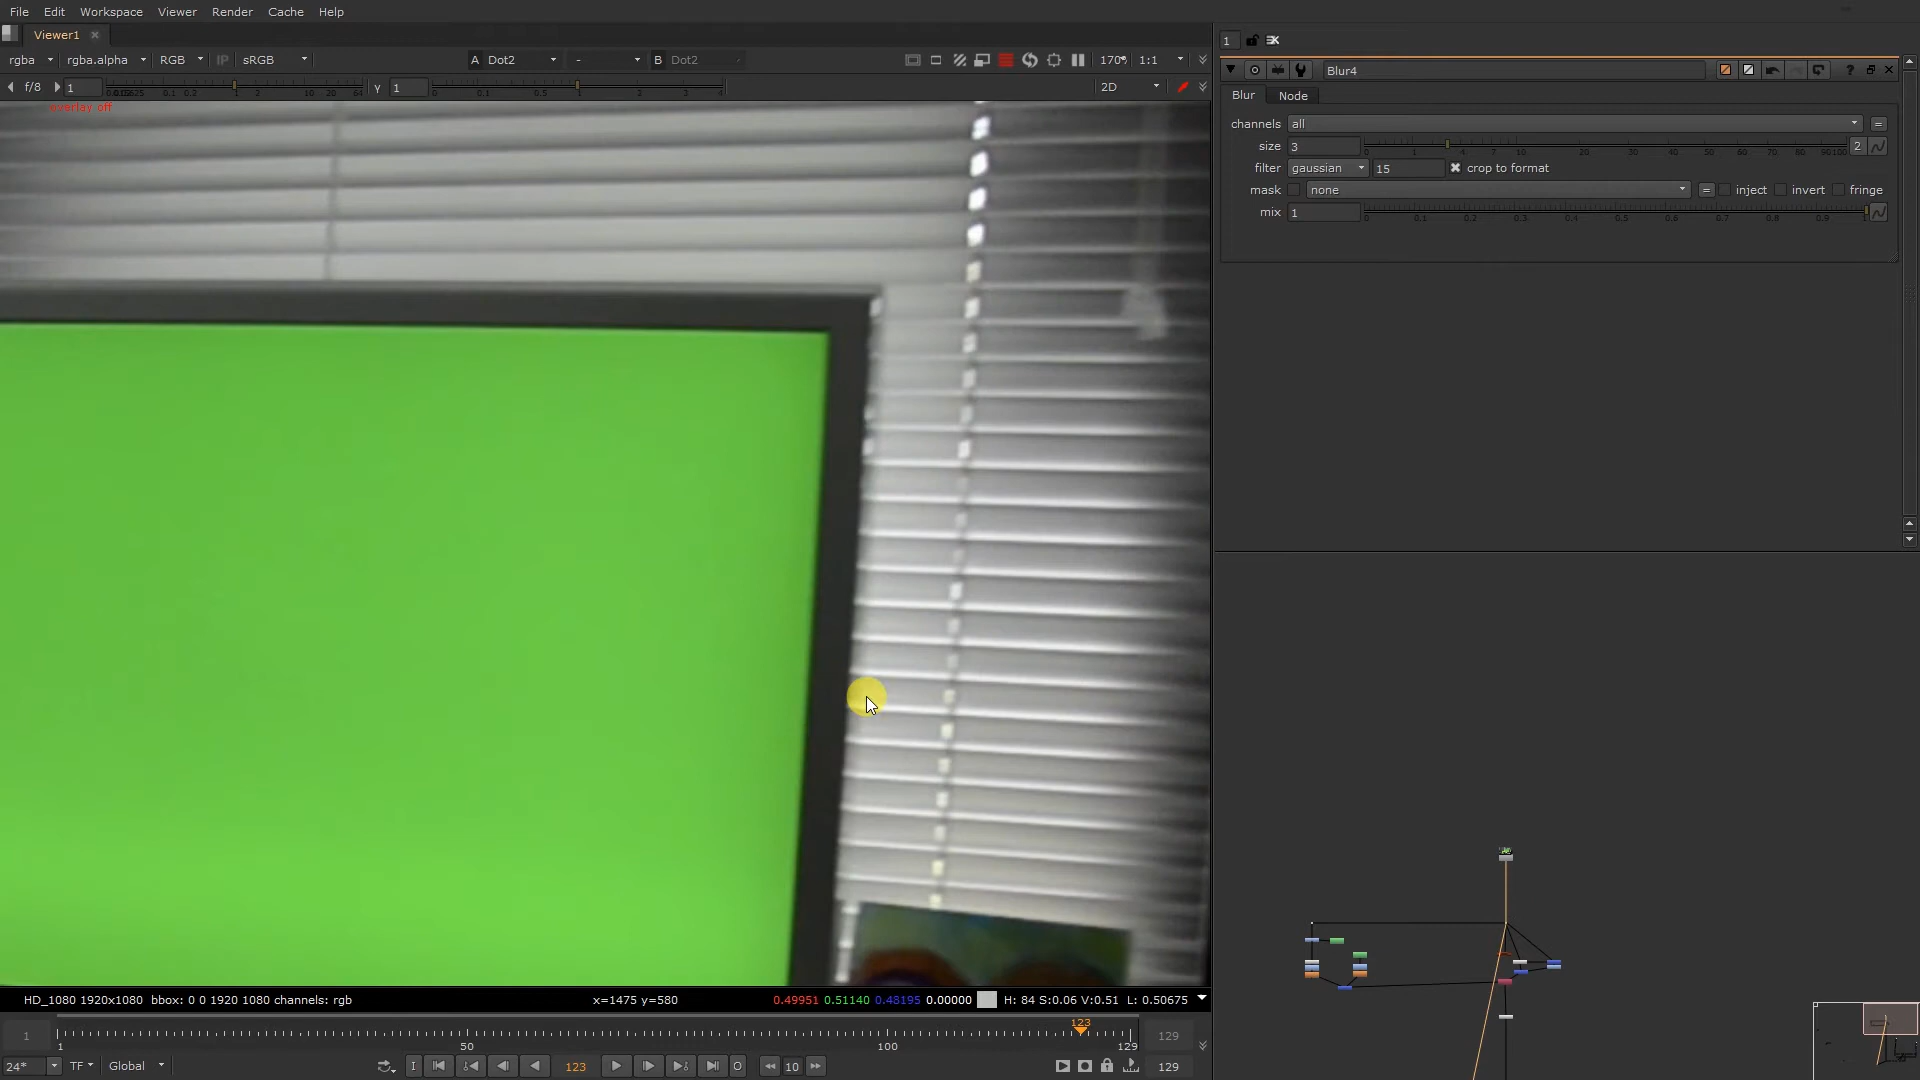 File Edit Workspace Viewer Render Cache Help
Viewer1
rgba rgba.alpha RGB IP sRGB A Dot2 - B Dot2 170% 1:1
f/8 1 γ 1 2D
overlay off
1
Blur4
Blur Node
channels all
size 3 2
filter gaussian 15 crop to format
mask none = inject invert fringe
mix 1
HD_1080 1920x1080 bbox: 0 0 1920 1080 channels: rgb x=1475 y=580 0.49951 0.51140 0.48195 0.00000 H: 84 S:0.06 V:0.51 L: 0.50675
1 123 129
1 50 100 129
24* TF Global I 123 O 10 129